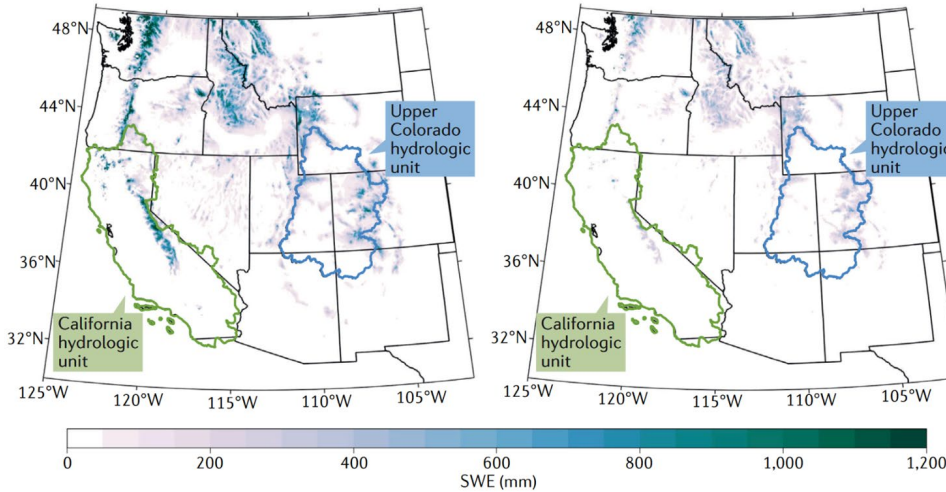 48°N
44°N
40°N
36°N
32°N
125°W
120°W
115°W
110°W
105°W
Upper
Colorado
hydrologic
unit
California
hydrologic
unit
48°N
44°N
40°N
36°N
32°N
125°W
120°W
115°W
110°W
105°W
Upper
Colorado
hydrologic
unit
California
hydrologic
unit
0
200
400
600
800
1,000
1,200
SWE (mm)